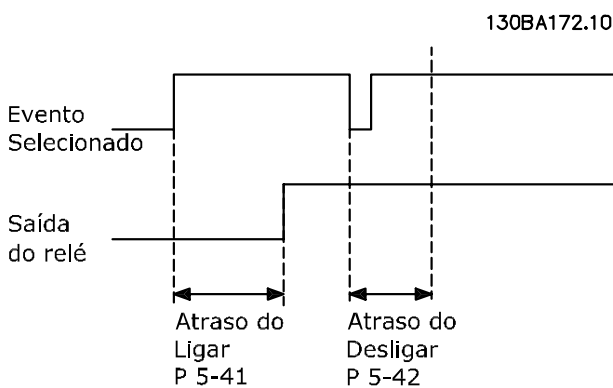 130BA172.10
Evento
Selecionado
Saída
do relé
Atraso do
Ligar
P 5-41
Atraso do
Desligar
P 5-42